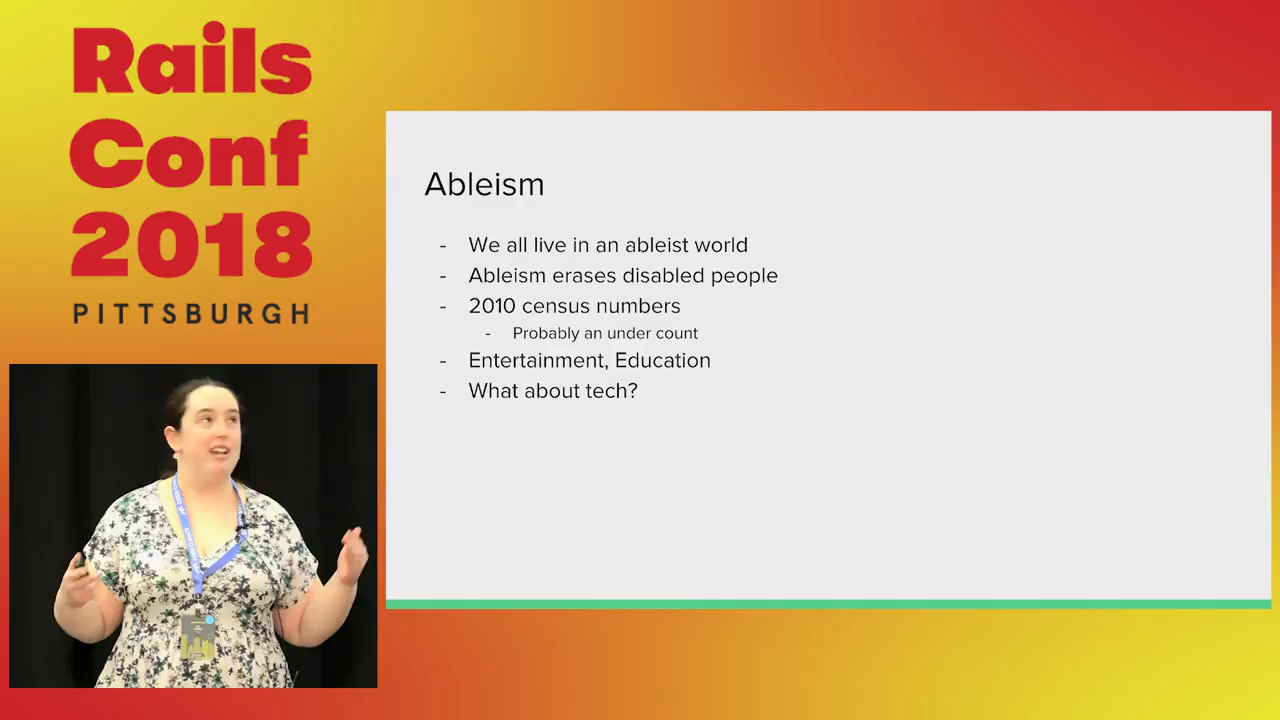 Rails
Conf
2018
PITTSBURGH
Ableism
- We all live in an ableist world
- Ableism erases disabled people
- 2010 census numbers
- Probably an under count
- Entertainment, Education
- What about tech?